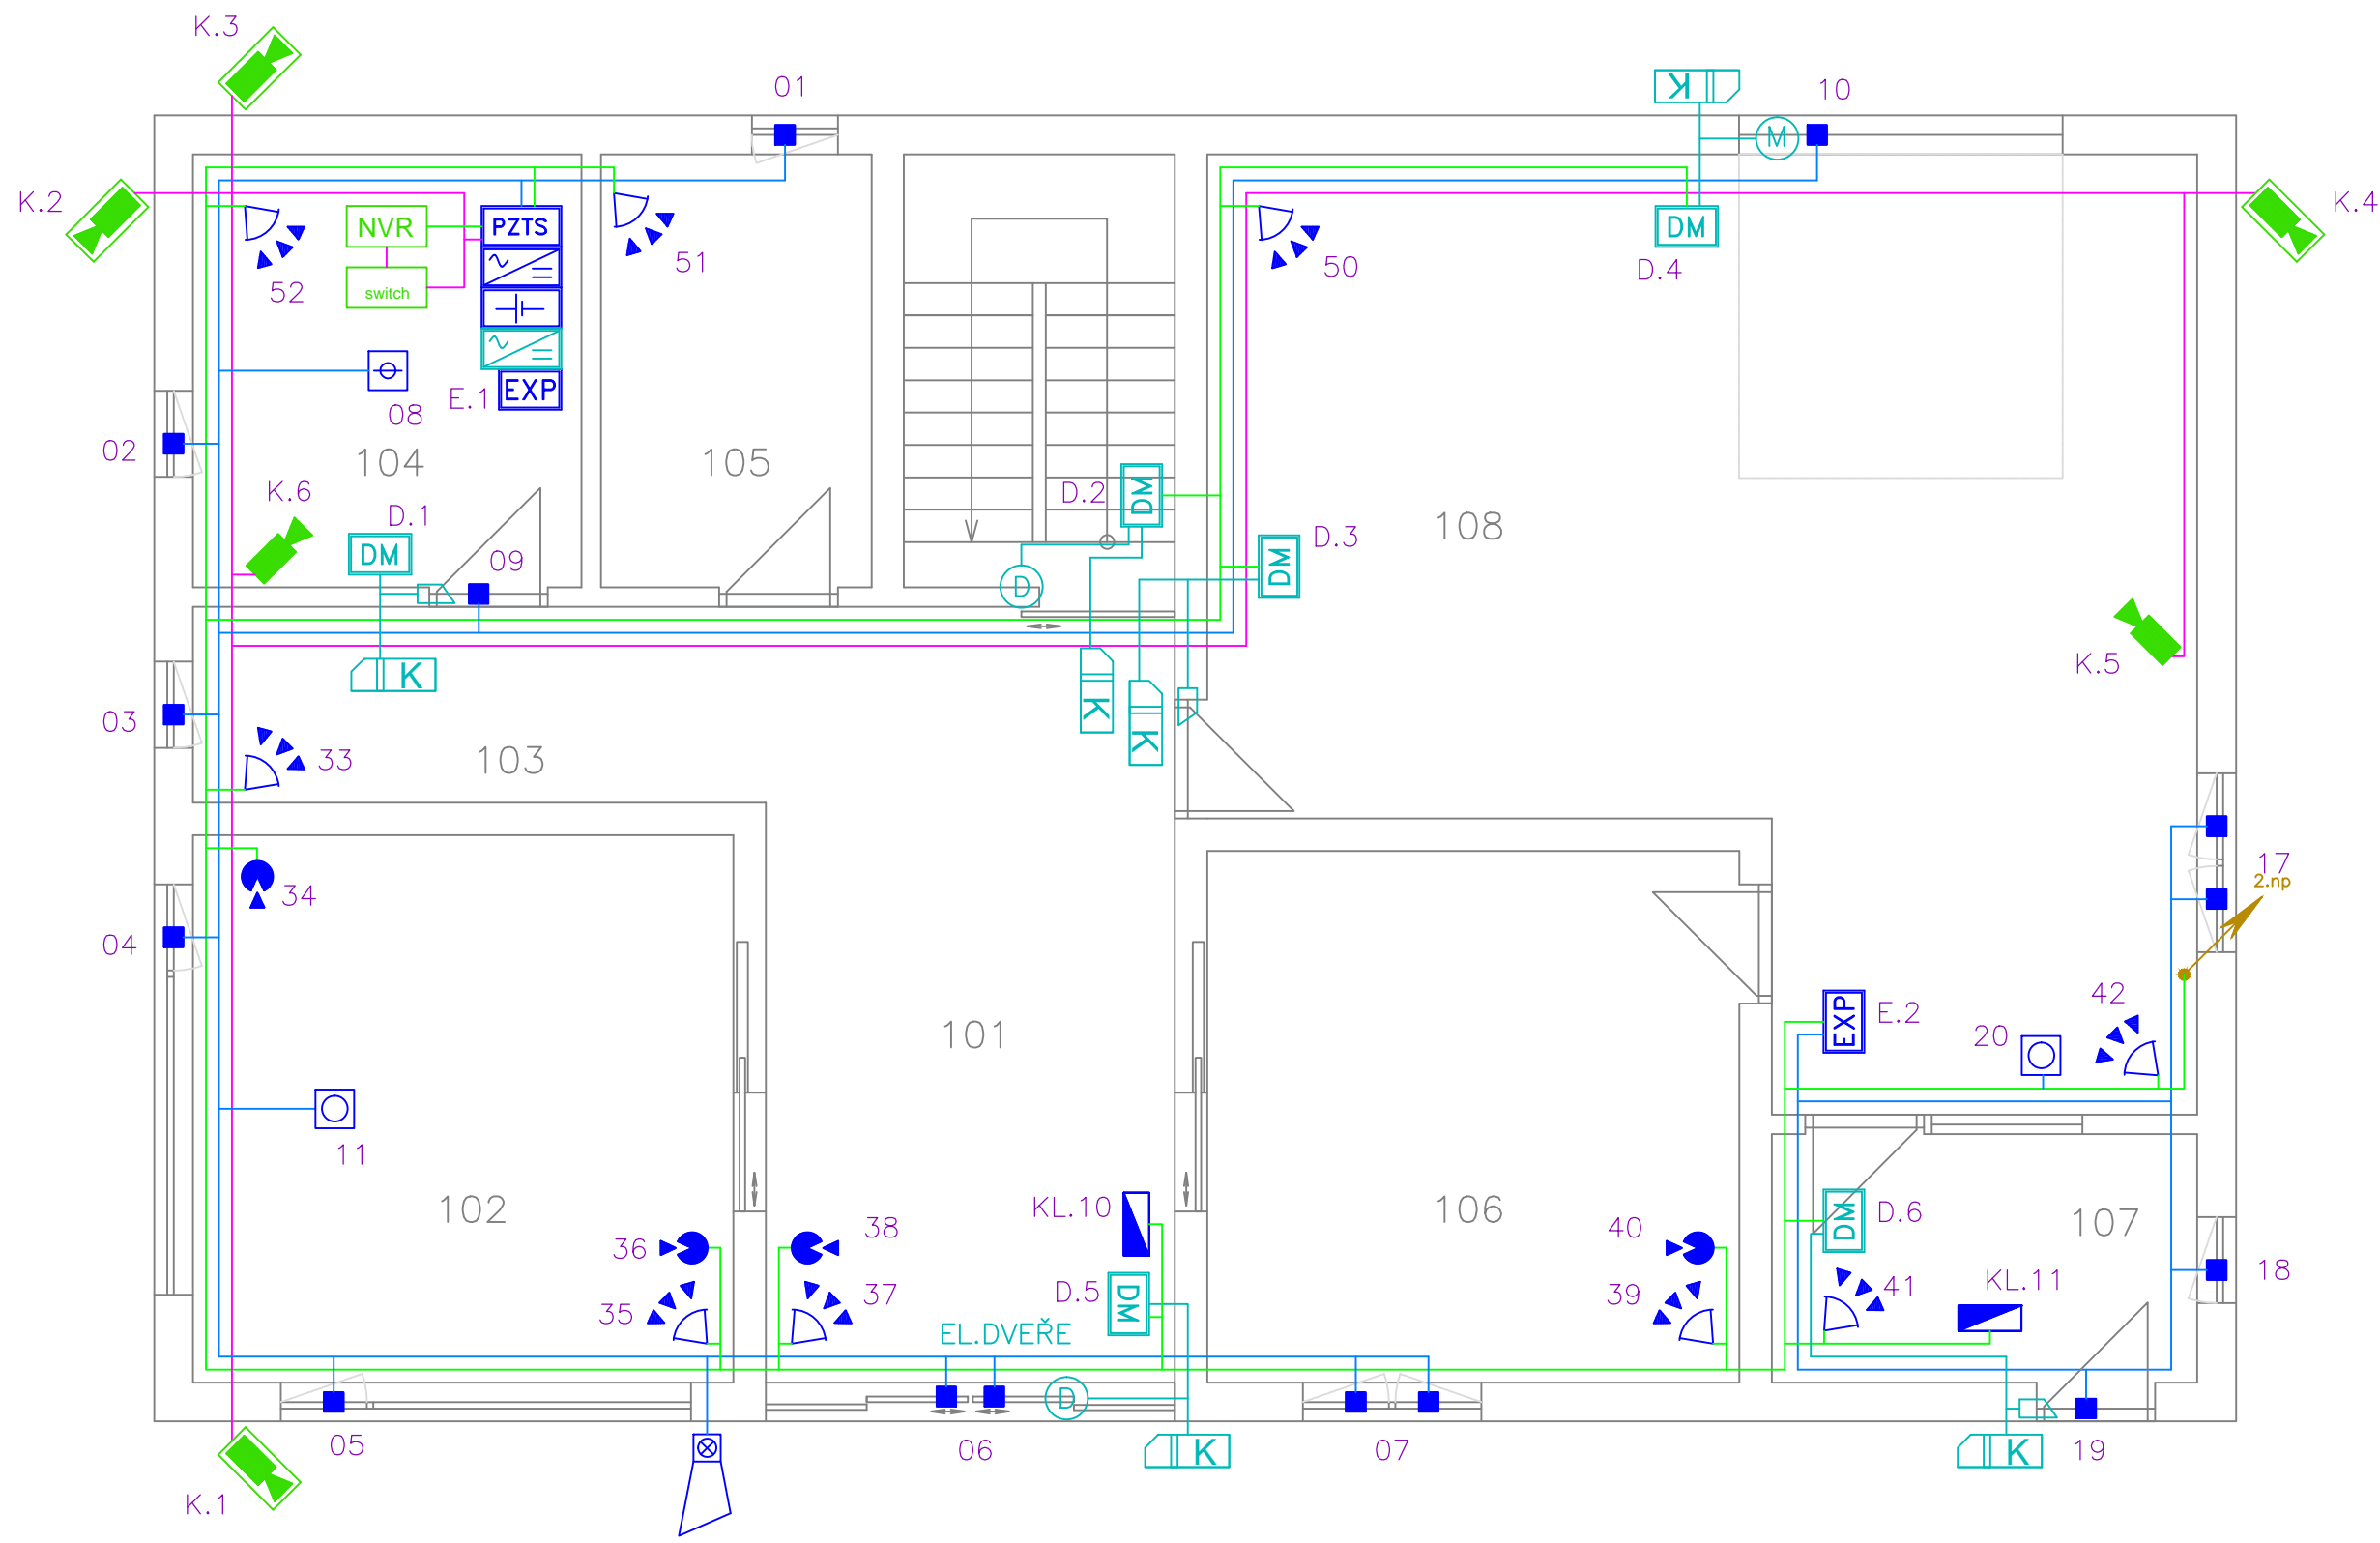 K.3
01
10
K
M
K.2
K.4
NVR
PZTS
switch
52
51
50
DM
D.4
EXP
E.1
08
02
104
105
K.6
D.1
DM
09
D.2
DM
D
DM
D.3
108
K
K
K
K.5
03
33
103
17
2.np
34
04
101
EXP
E.2
42
20
11
102
36
35
38
37
KL.10
D.5
DM
EL.DVEŘE
D
106
40
39
DM
D.6
107
41
KL.11
18
05
06
K
07
K
19
K.1